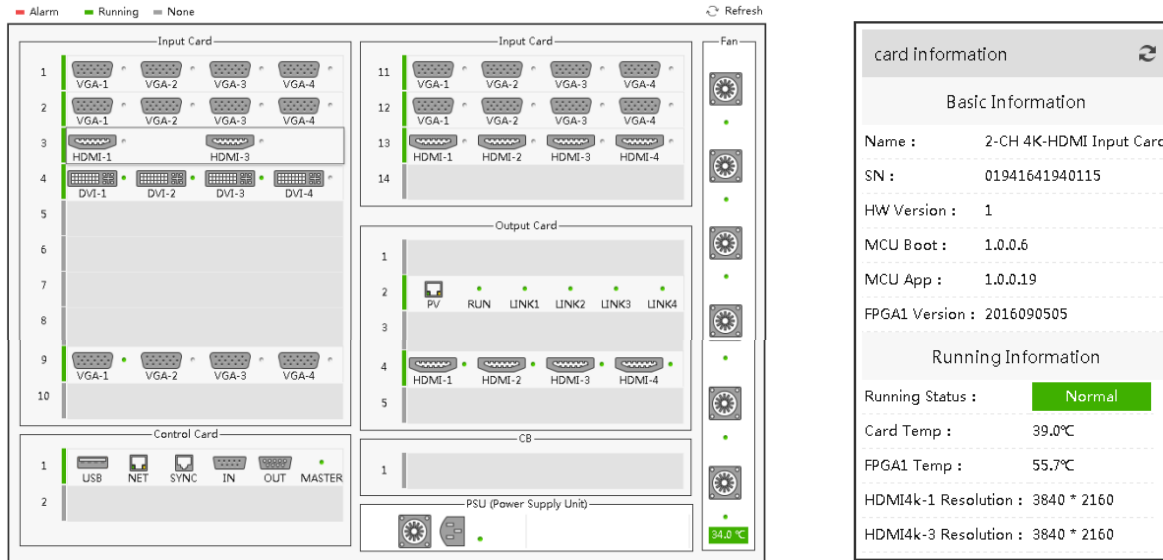 Alarm Running None Refresh
Input Card
1 VGA-1 VGA-2 VGA-3 VGA-4
2 VGA-1 VGA-2 VGA-3 VGA-4
3 HDMI-1 HDMI-3
4 DVI-1 DVI-2 DVI-3 DVI-4
5
6
7
8
9 VGA-1 VGA-2 VGA-3 VGA-4
10
Control Card
1 USB NET SYNC IN OUT MASTER
2
Input Card
11 VGA-1 VGA-2 VGA-3 VGA-4
12 VGA-1 VGA-2 VGA-3 VGA-4
13 HDMI-1 HDMI-2 HDMI-3 HDMI-4
14
Output Card
1
2 PV RUN LINK1 LINK2 LINK3 LINK4
3
4 HDMI-1 HDMI-2 HDMI-3 HDMI-4
5
CB
1
PSU (Power Supply Unit)
Fan
34.0 ℃
card information
Basic Information
Name : 2-CH 4K-HDMI Input Card
SN : 01941641940115
HW Version : 1
MCU Boot : 1.0.0.6
MCU App : 1.0.0.19
FPGA1 Version : 2016090505
Running Information
Running Status : Normal
Card Temp : 39.0℃
FPGA1 Temp : 55.7℃
HDMI4k-1 Resolution : 3840 * 2160
HDMI4k-3 Resolution : 3840 * 2160